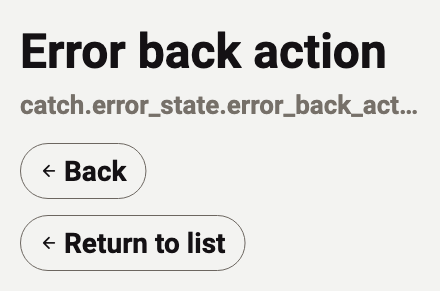 Error back action
catch.error_state.error_back_act...
← Back
← Return to list